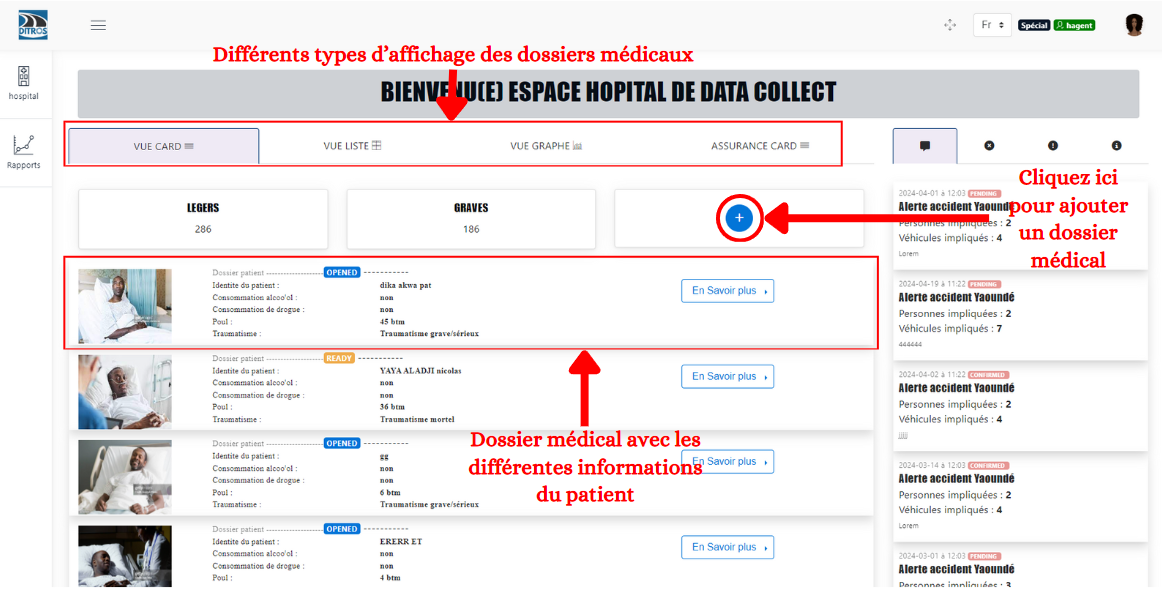 DITROS
Fr
Spécial
hagent
Différents types d'affichage des dossiers médicaux
hospital
Rapports
BIENVENU(E) ESPACE HOPITAL DE DATA COLLECT
VUE CARD
VUE LISTE
VUE GRAPHE
ASSURANCE CARD
LEGERS
286
GRAVES
186
+
Cliquez ici
pour ajouter
un dossier
médical
Dossier patient ------------------ OPENED -----------
Identite du patient : dika akwa pat
Consommation alcoo'ol : non
Consommation de drogue : non
Poul : 45 btm
Traumatisme : Traumatisme grave/sérieux
En Savoir plus
Dossier patient ------------------ READY -----------
Identite du patient : YAYA ALADJI nicolas
Consommation alcoo'ol : non
Consommation de drogue : non
Poul : 36 btm
Traumatisme : Traumatisme mortel
En Savoir plus
Dossier patient ------------------ OPENED -----------
Identite du patient : gg
Consommation alcoo'ol : non
Consommation de drogue : non
Poul : 6 btm
Traumatisme : Traumatisme grave/sérieux
En Savoir plus
Dossier médical avec les
différentes informations
du patient
Dossier patient ------------------ OPENED -----------
Identite du patient : ERERR ET
Consommation alcoo'ol : non
Consommation de drogue : non
Poul : 4 btm
En Savoir plus
2024-04-01 à 12:03 PENDING
Alerte accident Yaoundé
Personnes impliquées : 2
Véhicules impliqués : 4
Lorem
2024-04-19 à 11:22 PENDING
Alerte accident Yaoundé
Personnes impliquées : 2
Véhicules impliqués : 7
444444
2024-04-02 à 11:22 CONFIRMED
Alerte accident Yaoundé
Personnes impliquées : 2
Véhicules impliqués : 4
2024-03-14 à 12:03 CONFIRMED
Alerte accident Yaoundé
Personnes impliquées : 2
Véhicules impliqués : 4
Lorem
2024-03-01 à 12:03 PENDING
Alerte accident Yaoundé
Personnes impliquées : 3